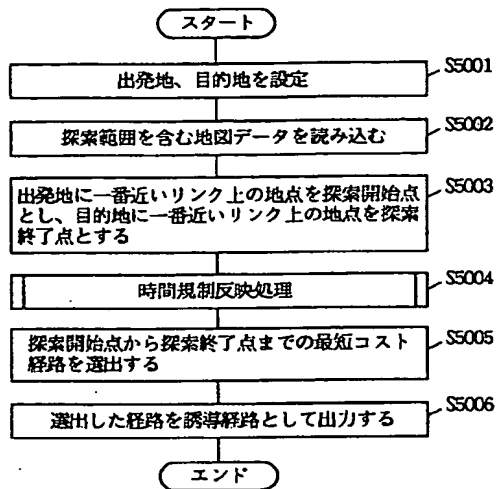 スタート
出発地、目的地を設定
S5001
探索範囲を含む地図データを読み込む
S5002
出発地に一番近いリンク上の地点を探索開始点
とし、目的地に一番近いリンク上の地点を探索
終了点とする
S5003
時間規制反映処理
S5004
探索開始点から探索終了点までの最短コスト
経路を選出する
S5005
選出した経路を誘導経路として出力する
S5006
エンド